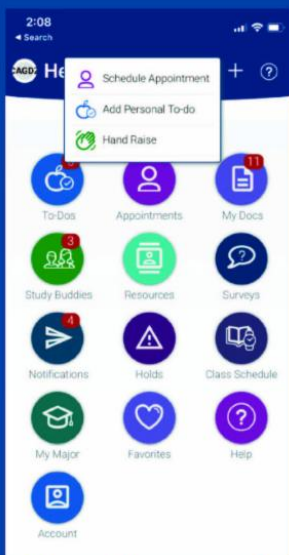 2:08
◄ Search
CAGDZ
He
+
?
Schedule Appointment
Add Personal To-do
Hand Raise
11
To-Dos
Appointments
My Docs
3
Study Buddies
Resources
Surveys
4
Notifications
Holds
Class Schedule
My Major
Favorites
Help
Account